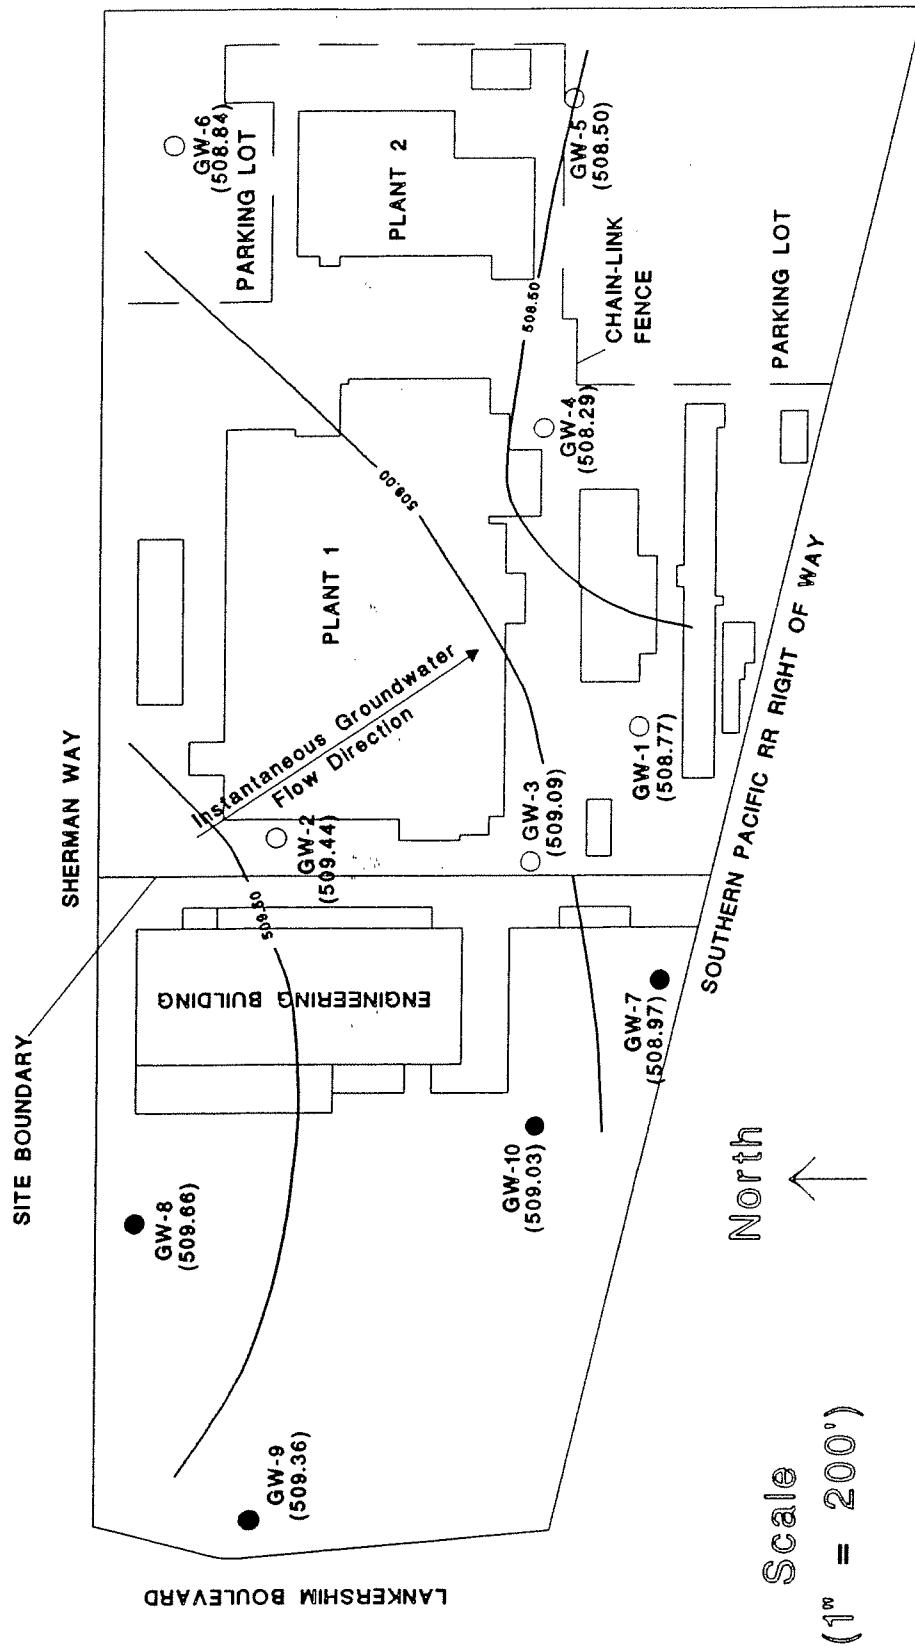 SITE BOUNDARY
SHERMAN WAY
LANKERSHIM BOULEVARD
GW-9
(509.36)
GW-8
(509.66)
ENGINEERING BUILDING
509.50
GW-2
(509.44)
Instantaneous Groundwater
Flow Direction
PLANT 1
509.00
GW-6
(508.84)
PARKING LOT
PLANT 2
GW-10
(509.03)
GW-7
(508.97)
GW-3
(509.09)
GW-1
(508.77)
GW-4
(508.29)
508.50
GW-5
(508.50)
CHAIN-LINK
FENCE
PARKING LOT
SOUTHERN PACIFIC RR RIGHT OF WAY
North
Scale
(1" = 200')